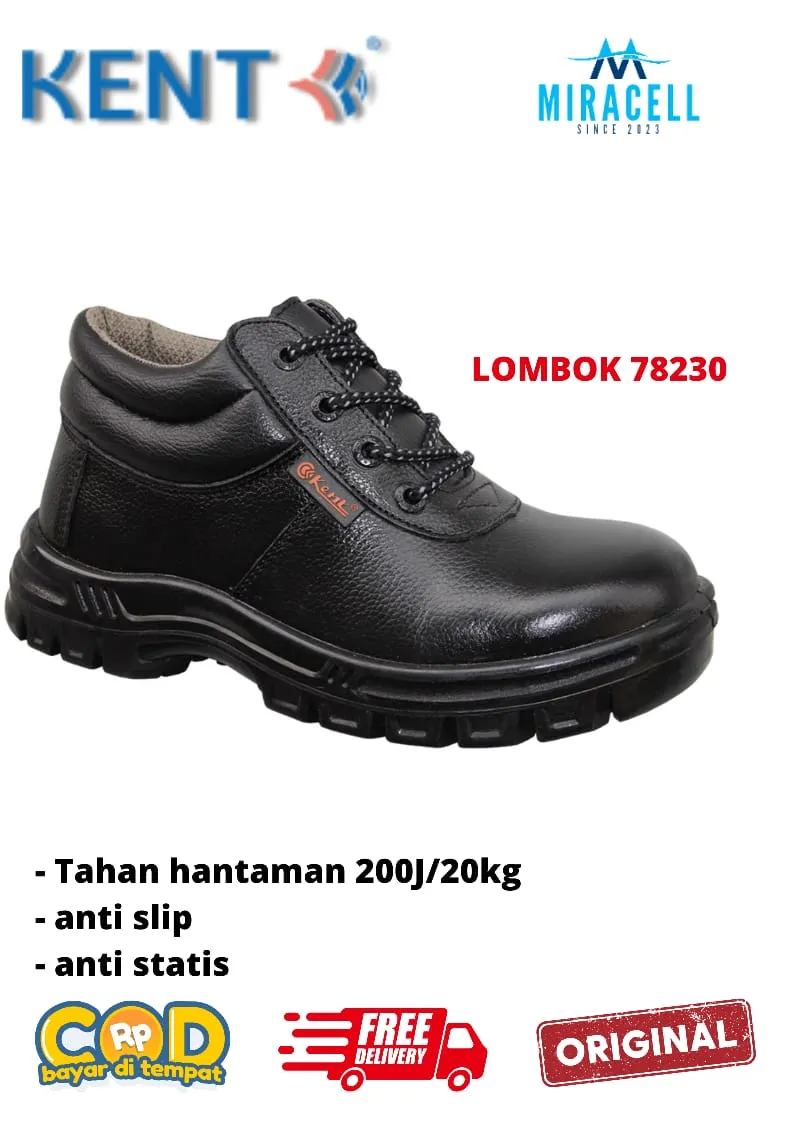 KENT
MIRACELL
SINCE 2023
LOMBOK 78230
Kent
- Tahan hantaman 200J/20kg
- anti slip
- anti statis
COD
Rp
bayar di tempat
FREE
DELIVERY
ORIGINAL